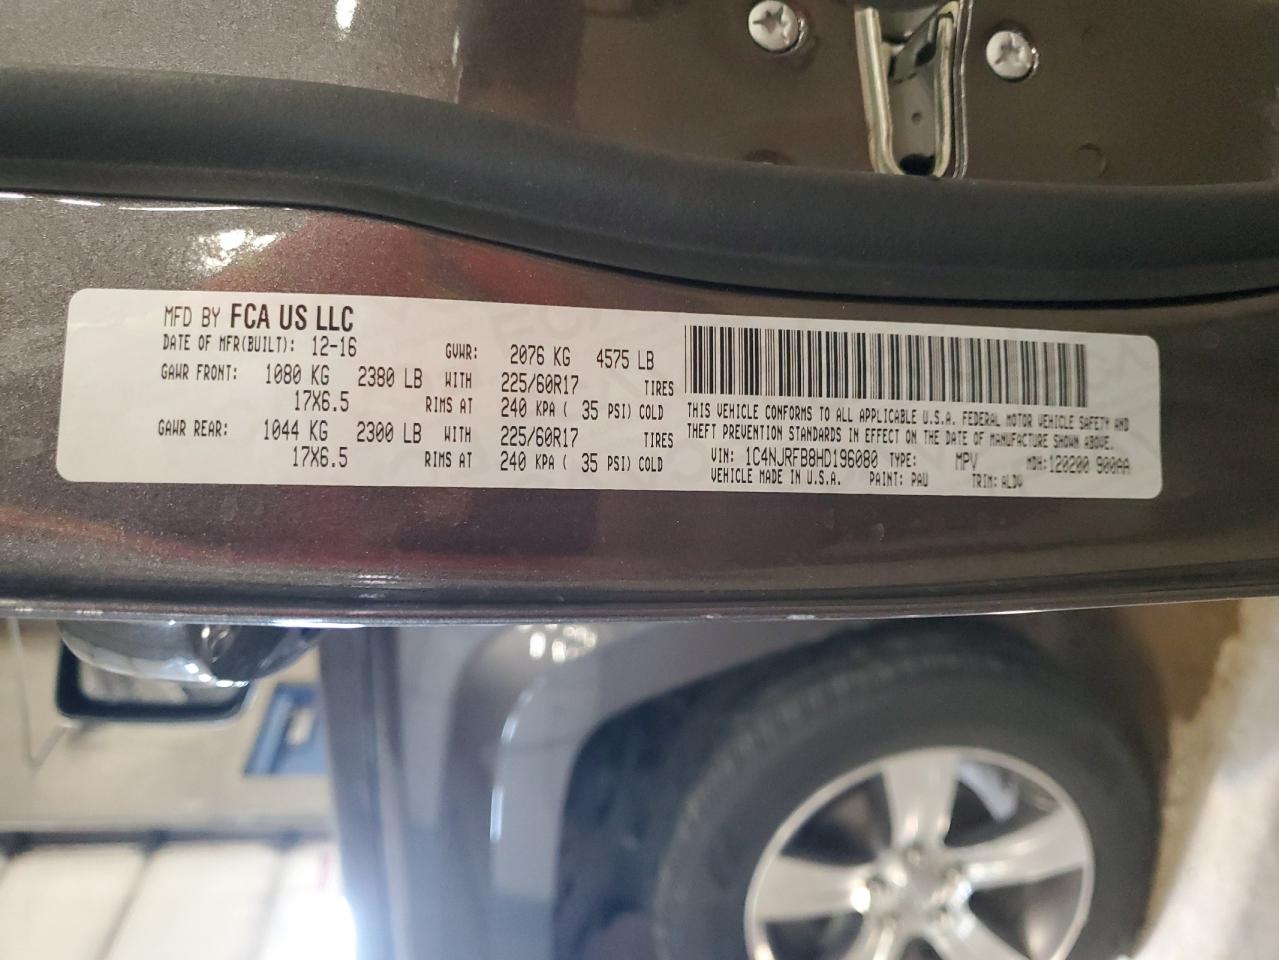 MFD BY FCA US LLC
DATE OF MFR(BUILT): 12-16 GVWR: 2076 KG 4575 LB
GAWR FRONT: 1080 KG 2380 LB WITH 225/60R17 TIRES
17X6.5 RIMS AT 240 KPA ( 35 PSI) COLD
GAWR REAR: 1044 KG 2300 LB WITH 225/60R17 TIRES
17X6.5 RIMS AT 240 KPA ( 35 PSI) COLD
THIS VEHICLE CONFORMS TO ALL APPLICABLE U.S.A. FEDERAL MOTOR VEHICLE SAFETY AND
THEFT PREVENTION STANDARDS IN EFFECT ON THE DATE OF MANUFACTURE SHOWN ABOVE.
VIN: 1C4NJRFB8HD196080 TYPE: MPV MDH: 120200 900AA
VEHICLE MADE IN U.S.A. PAINT: PAU TRIM: ALDV